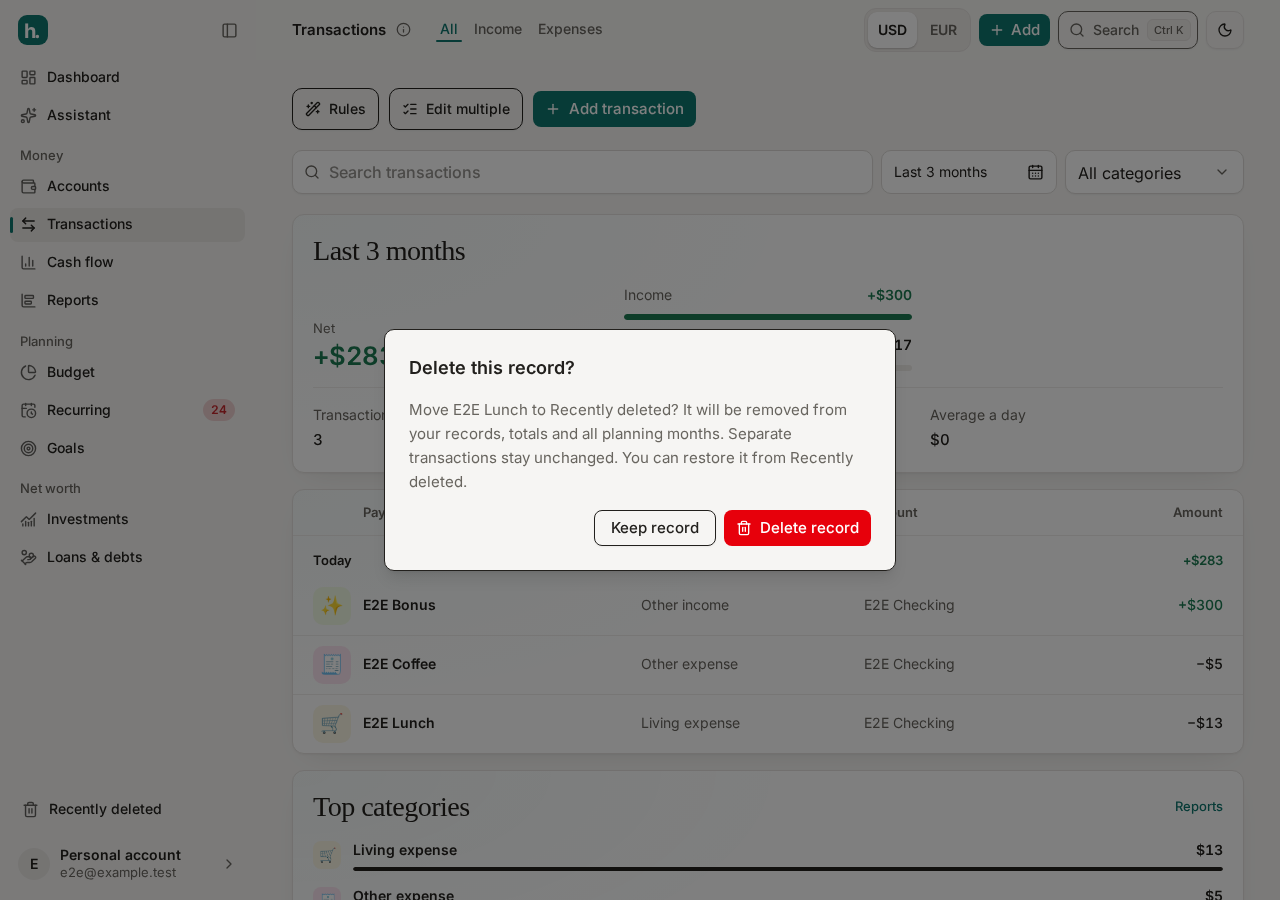 h.
Dashboard
Assistant
Money
Accounts
Transactions
Cash flow
Reports
Planning
Budget
Recurring 24
Goals
Net worth
Investments
Loans & debts
Recently deleted
E Personal account
e2e@example.test
Transactions All Income Expenses USD EUR Add Search Ctrl K
Rules Edit multiple Add transaction
Search transactions Last 3 months All categories
Last 3 months
Income +$300
Net
+$283
17
Average a day
3 $0
Delete this record?
Move E2E Lunch to Recently deleted? It will be removed from
your records, totals and all planning months. Separate
transactions stay unchanged. You can restore it from Recently
deleted.
Keep record Delete record
Amount
Today +$283
E2E Bonus Other income E2E Checking +$300
E2E Coffee Other expense E2E Checking −$5
E2E Lunch Living expense E2E Checking −$13
Top categories Reports
Living expense $13
Other expense $5